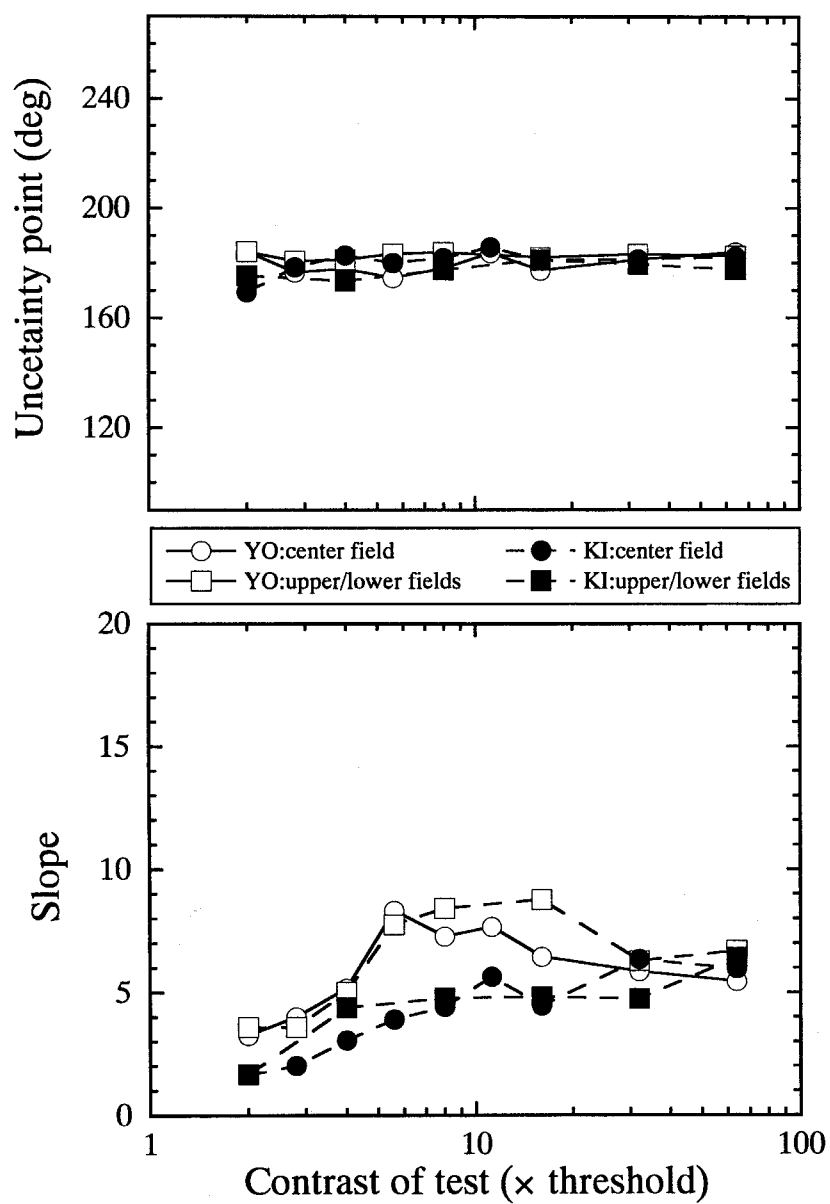 Uncetainty point (deg)
240
200
160
120
YO:center field
KI:center field
YO:upper/lower fields
KI:upper/lower fields
Slope
20
15
10
5
0
1
10
100
Contrast of test (× threshold)